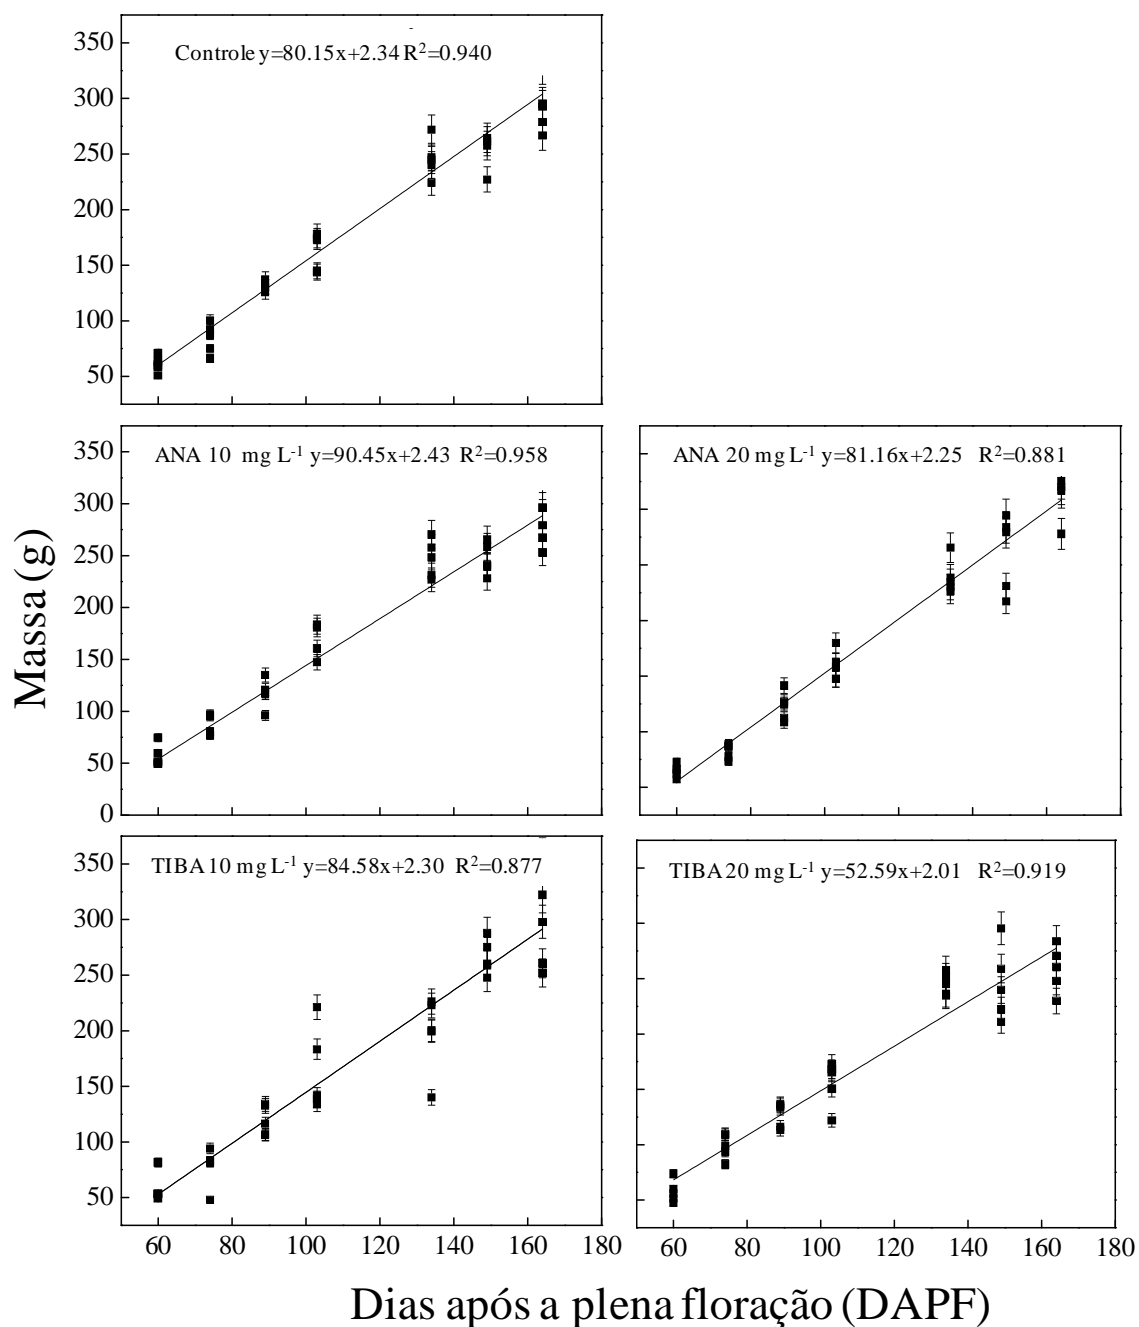 350
300
250
200
150
100
50
Controle y=80.15x+2.34 R²=0.940
350
300
250
200
150
100
50
0
ANA 10 mg L⁻¹ y=90.45x+2.43 R²=0.958
ANA 20 mg L⁻¹ y=81.16x+2.25 R²=0.881
Massa (g)
350
300
250
200
150
100
50
TIBA 10 mg L⁻¹ y=84.58x+2.30 R²=0.877
TIBA 20 mg L⁻¹ y=52.59x+2.01 R²=0.919
60 80 100 120 140 160 180
60 80 100 120 140 160 180
Dias após a plena floração (DAPF)